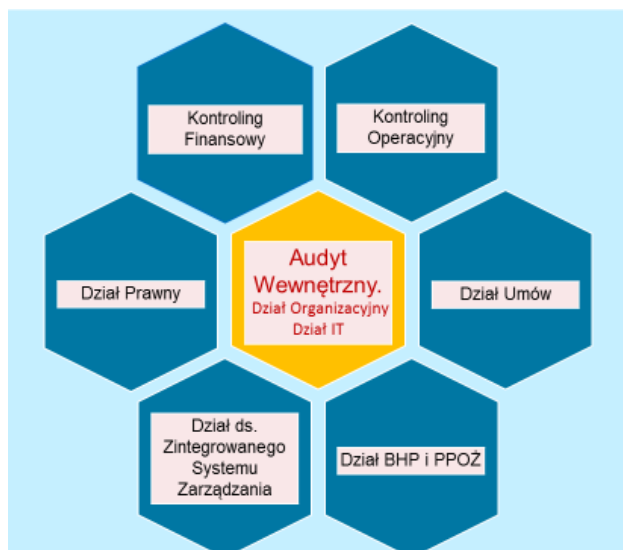 Kontroling
Finansowy
Kontroling
Operacyjny
Dział Prawny
Audyt
Wewnętrzny.
Dział Organizacyjny
Dział IT
Dział Umów
Dział ds.
Zintegrowanego
Systemu
Zarządzania
Dział BHP i PPOŻ